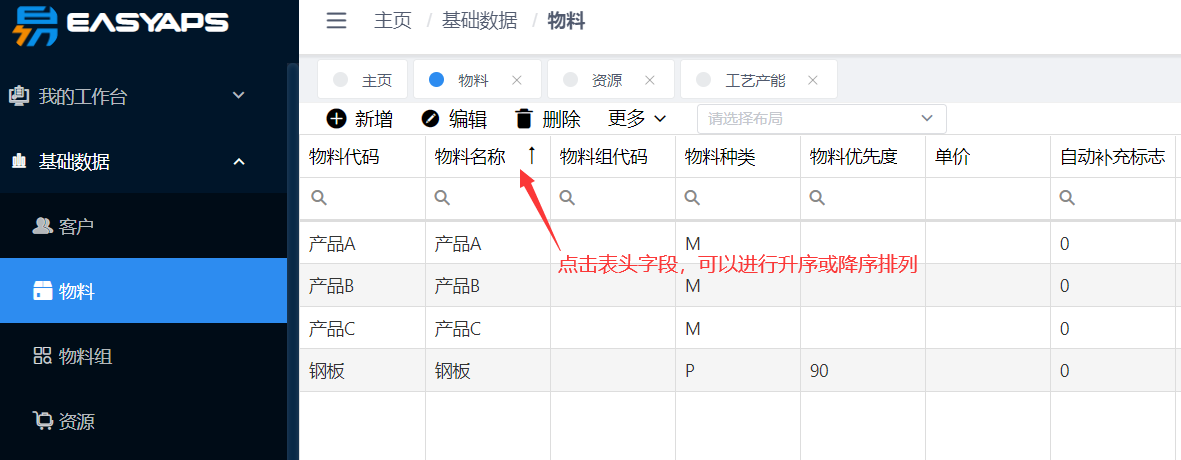 EASYAPS
主页 / 基础数据 / 物料
主页 物料 资源 工艺产能
我的工作台
基础数据
客户
物料
物料组
资源
新增 编辑 删除 更多 请选择布局
物料代码 物料名称 ↑ 物料组代码 物料种类 物料优先度 单价 自动补充标志
产品A 产品A M 0
点击表头字段，可以进行升序或降序排列
产品B 产品B M 0
产品C 产品C M 0
钢板 钢板 P 90 0